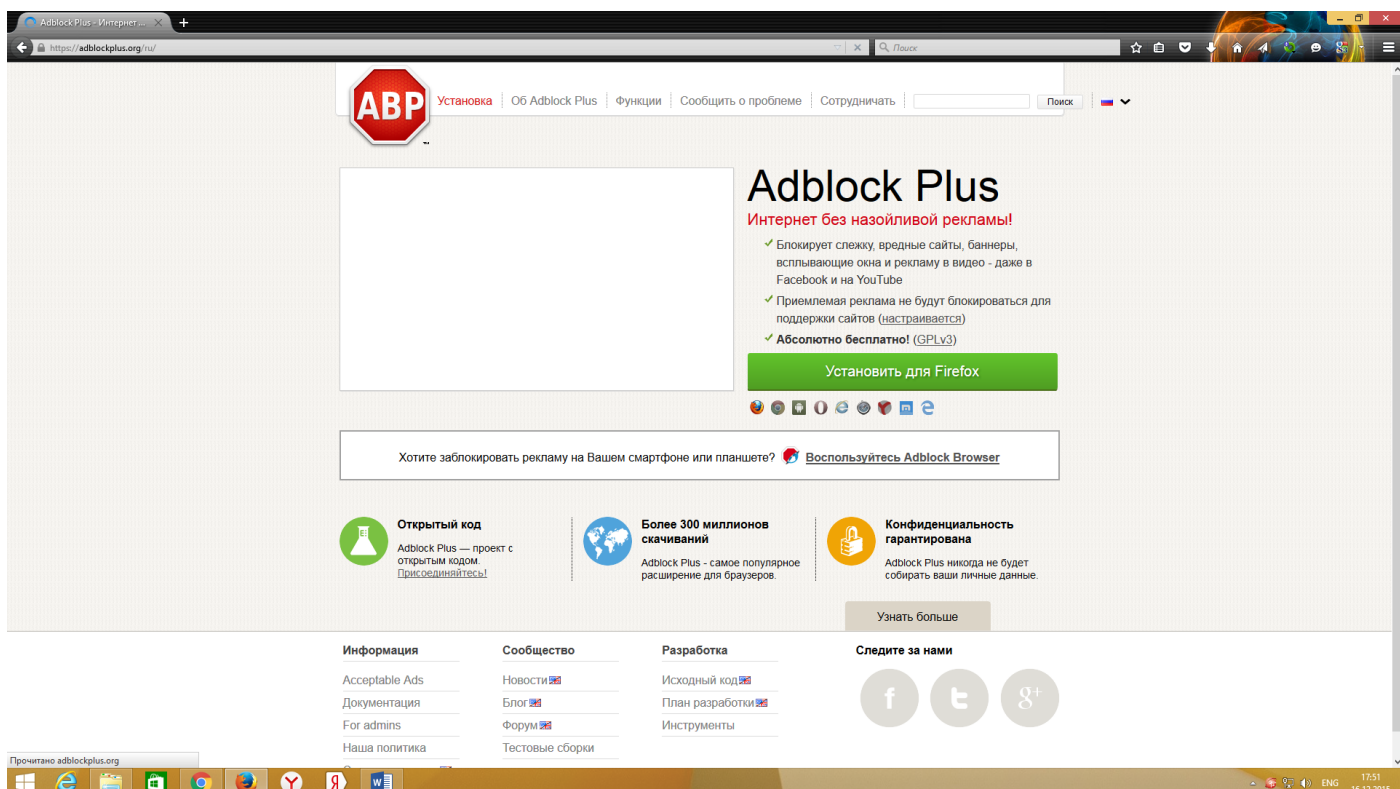 Adblock Plus - Интернет ...
https://adblockplus.org/ru/
Поиск
ABP
™
Установка
Об Adblock Plus
Функции
Сообщить о проблеме
Сотрудничать
Поиск
Adblock Plus
Интернет без назойливой рекламы!
Блокирует слежку, вредные сайты, баннеры,
всплывающие окна и рекламу в видео - даже в
Facebook и на YouTube
Приемлемая реклама не будут блокироваться для
поддержки сайтов (настраивается)
Абсолютно бесплатно! (GPLv3)
Установить для Firefox
Хотите заблокировать рекламу на Вашем смартфоне или планшете? Воспользуйтесь Adblock Browser
Открытый код
Adblock Plus — проект с
открытым кодом.
Присоединяйтесь!
Более 300 миллионов
скачиваний
Adblock Plus - самое популярное
расширение для браузеров.
Конфиденциальность
гарантирована
Adblock Plus никогда не будет
собирать ваши личные данные.
Узнать больше
Информация
Acceptable Ads
Документация
For admins
Наша политика
Сообщество
Новости
Блог
Форум
Тестовые сборки
Разработка
Исходный код
План разработки
Инструменты
Следите за нами
Прочитано adblockplus.org
ENG
17:51